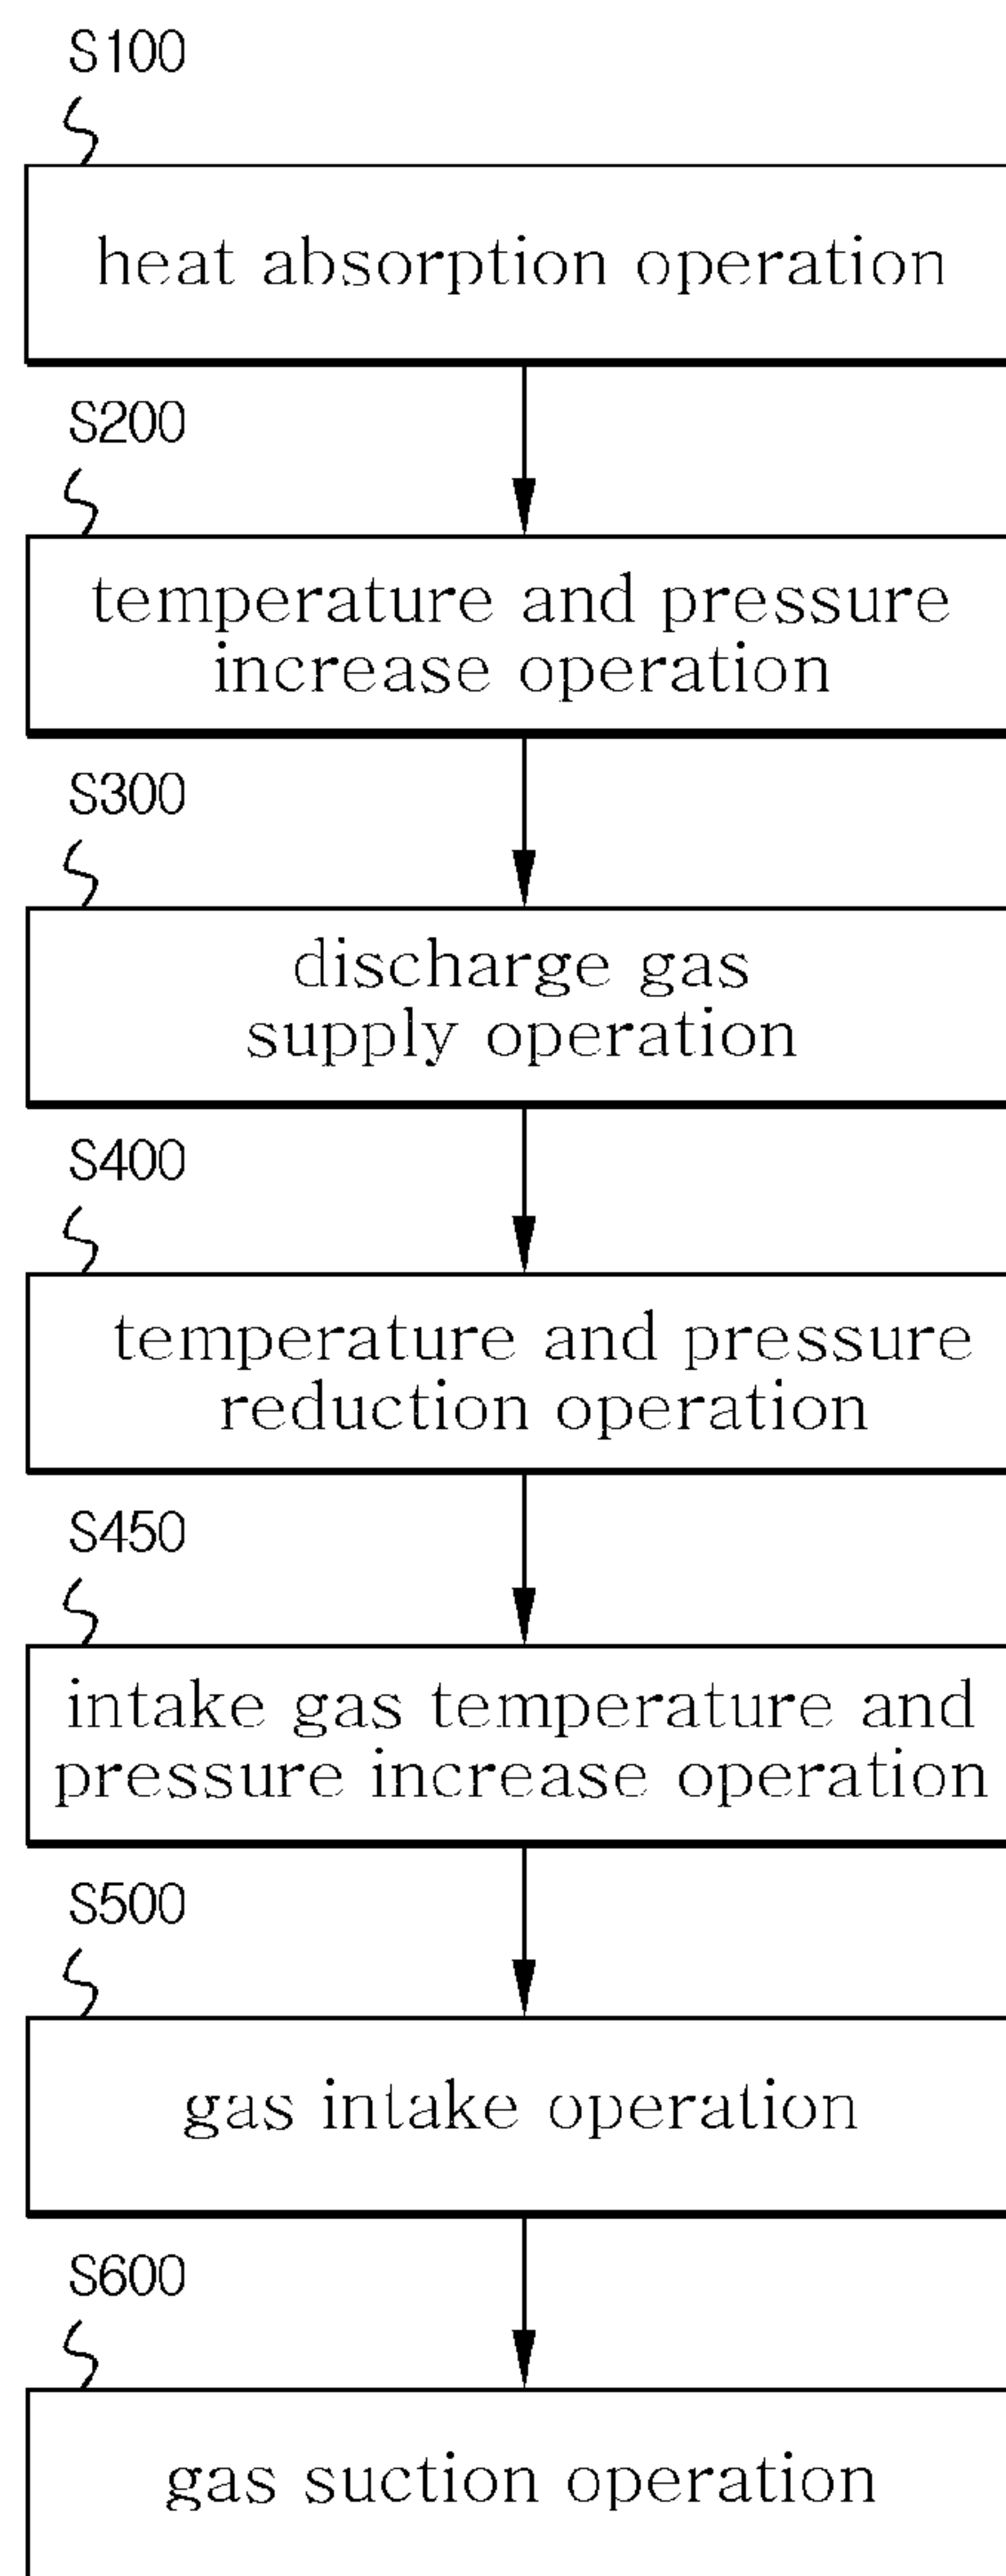 S100
heat absorption operation
S200
temperature and pressure
increase operation
S300
discharge gas
supply operation
S400
temperature and pressure
reduction operation
S450
intake gas temperature and
pressure increase operation
S500
gas intake operation
S600
gas suction operation